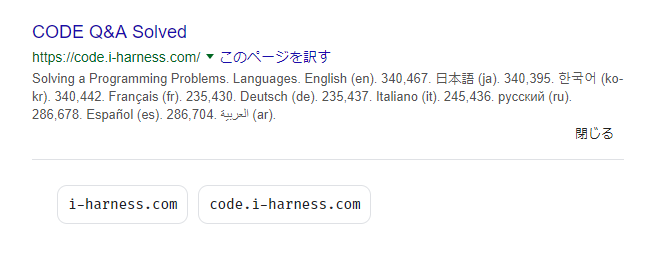 CODE Q&A Solved
https://code.i-harness.com/ ▼ このページを訳す
Solving a Programming Problems. Languages. English (en). 340,467. 日本語 (ja). 340,395. 한국어 (ko-
kr). 340,442. Français (fr). 235,430. Deutsch (de). 235,437. Italiano (it). 245,436. русский (ru).
286,678. Español (es). 286,704. العربية (ar).
閉じる
i-harness.com code.i-harness.com